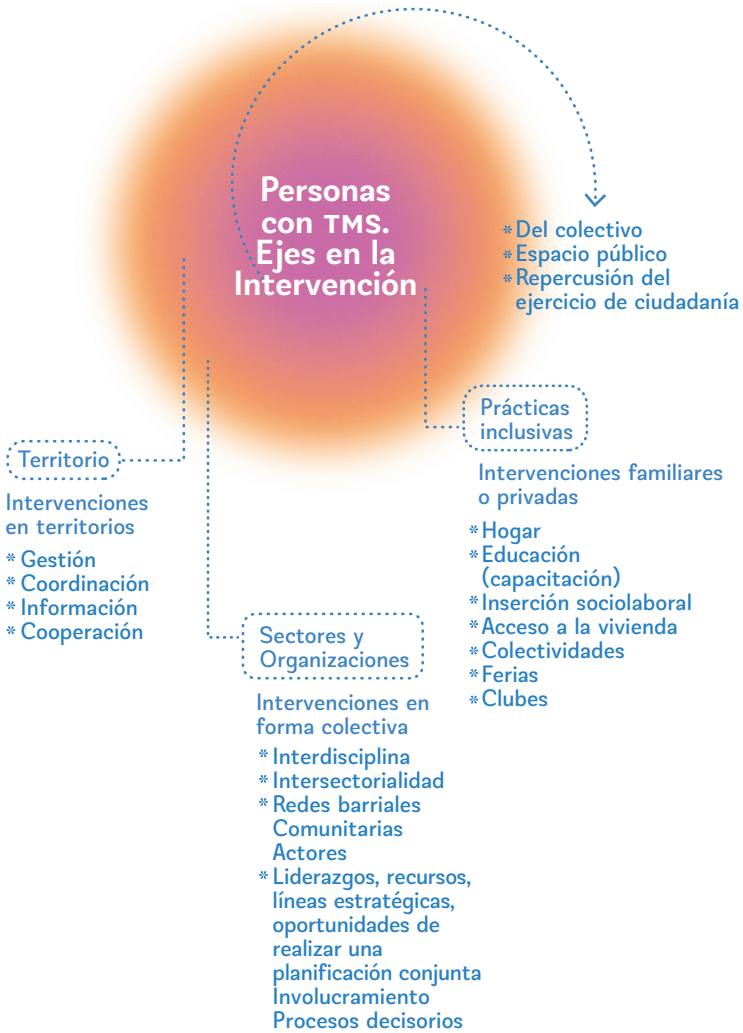 Personas
con TMS.
Ejes en la
Intervención
* Del colectivo
* Espacio público
* Repercusión del
ejercicio de ciudadanía
Territorio
Intervenciones
en territorios
* Gestión
* Coordinación
* Información
* Cooperación
Sectores y
Organizaciones
Intervenciones en
forma colectiva
* Interdisciplina
* Intersectorialidad
* Redes barriales
Comunitarias
Actores
* Liderazgos, recursos,
líneas estratégicas,
oportunidades de
realizar una
planificación conjunta
Involucramiento
Procesos decisorios
Prácticas
inclusivas
Intervenciones familiares
o privadas
* Hogar
* Educación
(capacitación)
* Inserción sociolaboral
* Acceso a la vivienda
* Colectividades
* Ferias
* Clubes